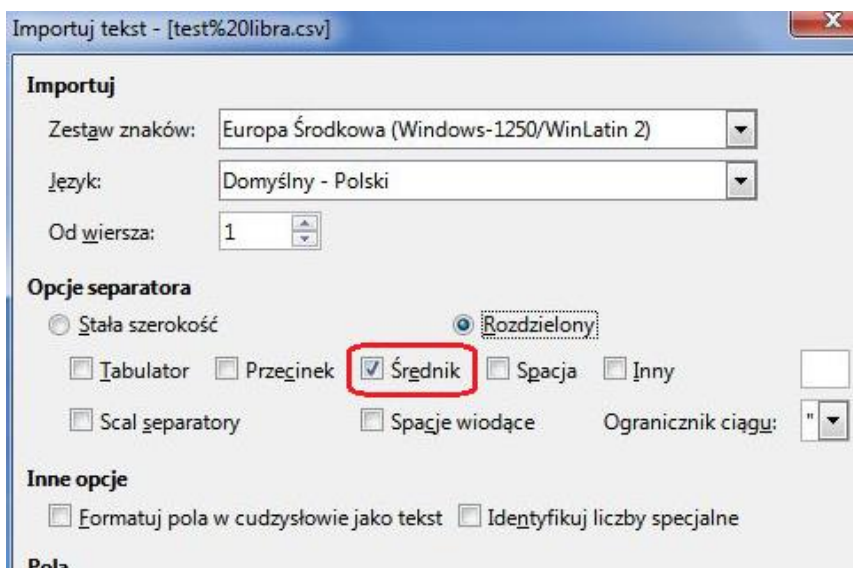 Importuj tekst - [test%20libra.csv]
Importuj
Zestaw znaków: Europa Środkowa (Windows-1250/WinLatin 2)
Język: Domyślny - Polski
Od wiersza: 1
Opcje separatora
Stała szerokość Rozdzielony
Tabulator Przecinek Średnik Spacja Inny
Scal separatory Spacje wiodące Ogranicznik ciągu: "
Inne opcje
Formatuj pola w cudzysłowie jako tekst Identyfikuj liczby specjalne
Pola